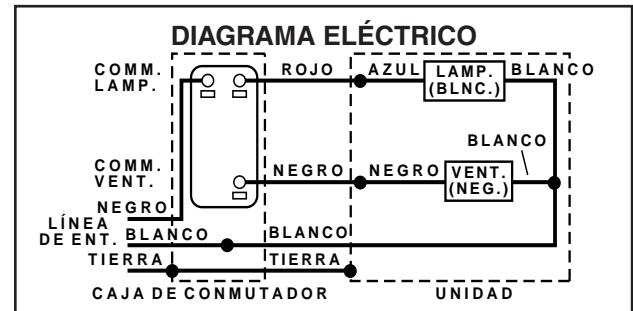 DIAGRAMA ELÉCTRICO
COMM.
LAMP.
ROJO
AZUL
LAMP.
(BLNC.)
BLANCO
BLANCO
COMM.
VENT.
NEGRO
NEGRO
VENT.
(NEG.)
NEGRO
LÍNEA
DE ENT.
BLANCO
BLANCO
TIERRA
TIERRA
CAJA DE CONMUTADOR
UNIDAD